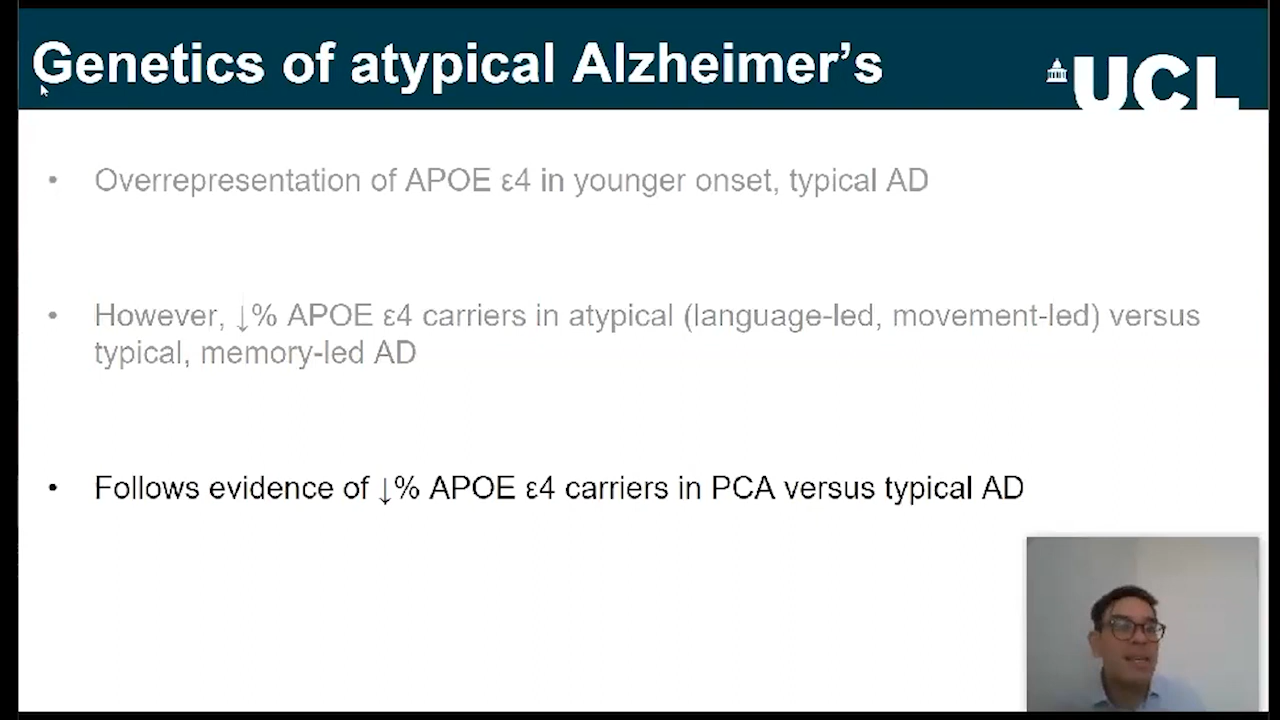 Genetics of atypical Alzheimer’s
UCL
• Overrepresentation of APOE ε4 in younger onset, typical AD
• However, ↓% APOE ε4 carriers in atypical (language-led, movement-led) versus
typical, memory-led AD
• Follows evidence of ↓% APOE ε4 carriers in PCA versus typical AD